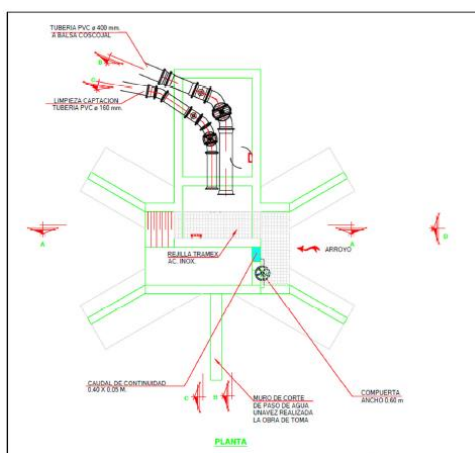 TUBERIA PVC ø 400 mm.
A BALSA COSCOJAL
B
C
LIMPIEZA CAPTACION
TUBERIA PVC ø 160 mm.
A
A
B
REJILLA TRAMEX
AC. INOX.
ARROYO
CAUDAL DE CONTINUIDAD
0.40 X 0.05 M.
C
B
MURO DE CORTE
DE PASO DE AGUA
UNAVEZ REALIZADA
LA OBRA DE TOMA
COMPUERTA
ANCHO 0,60 m
PLANTA